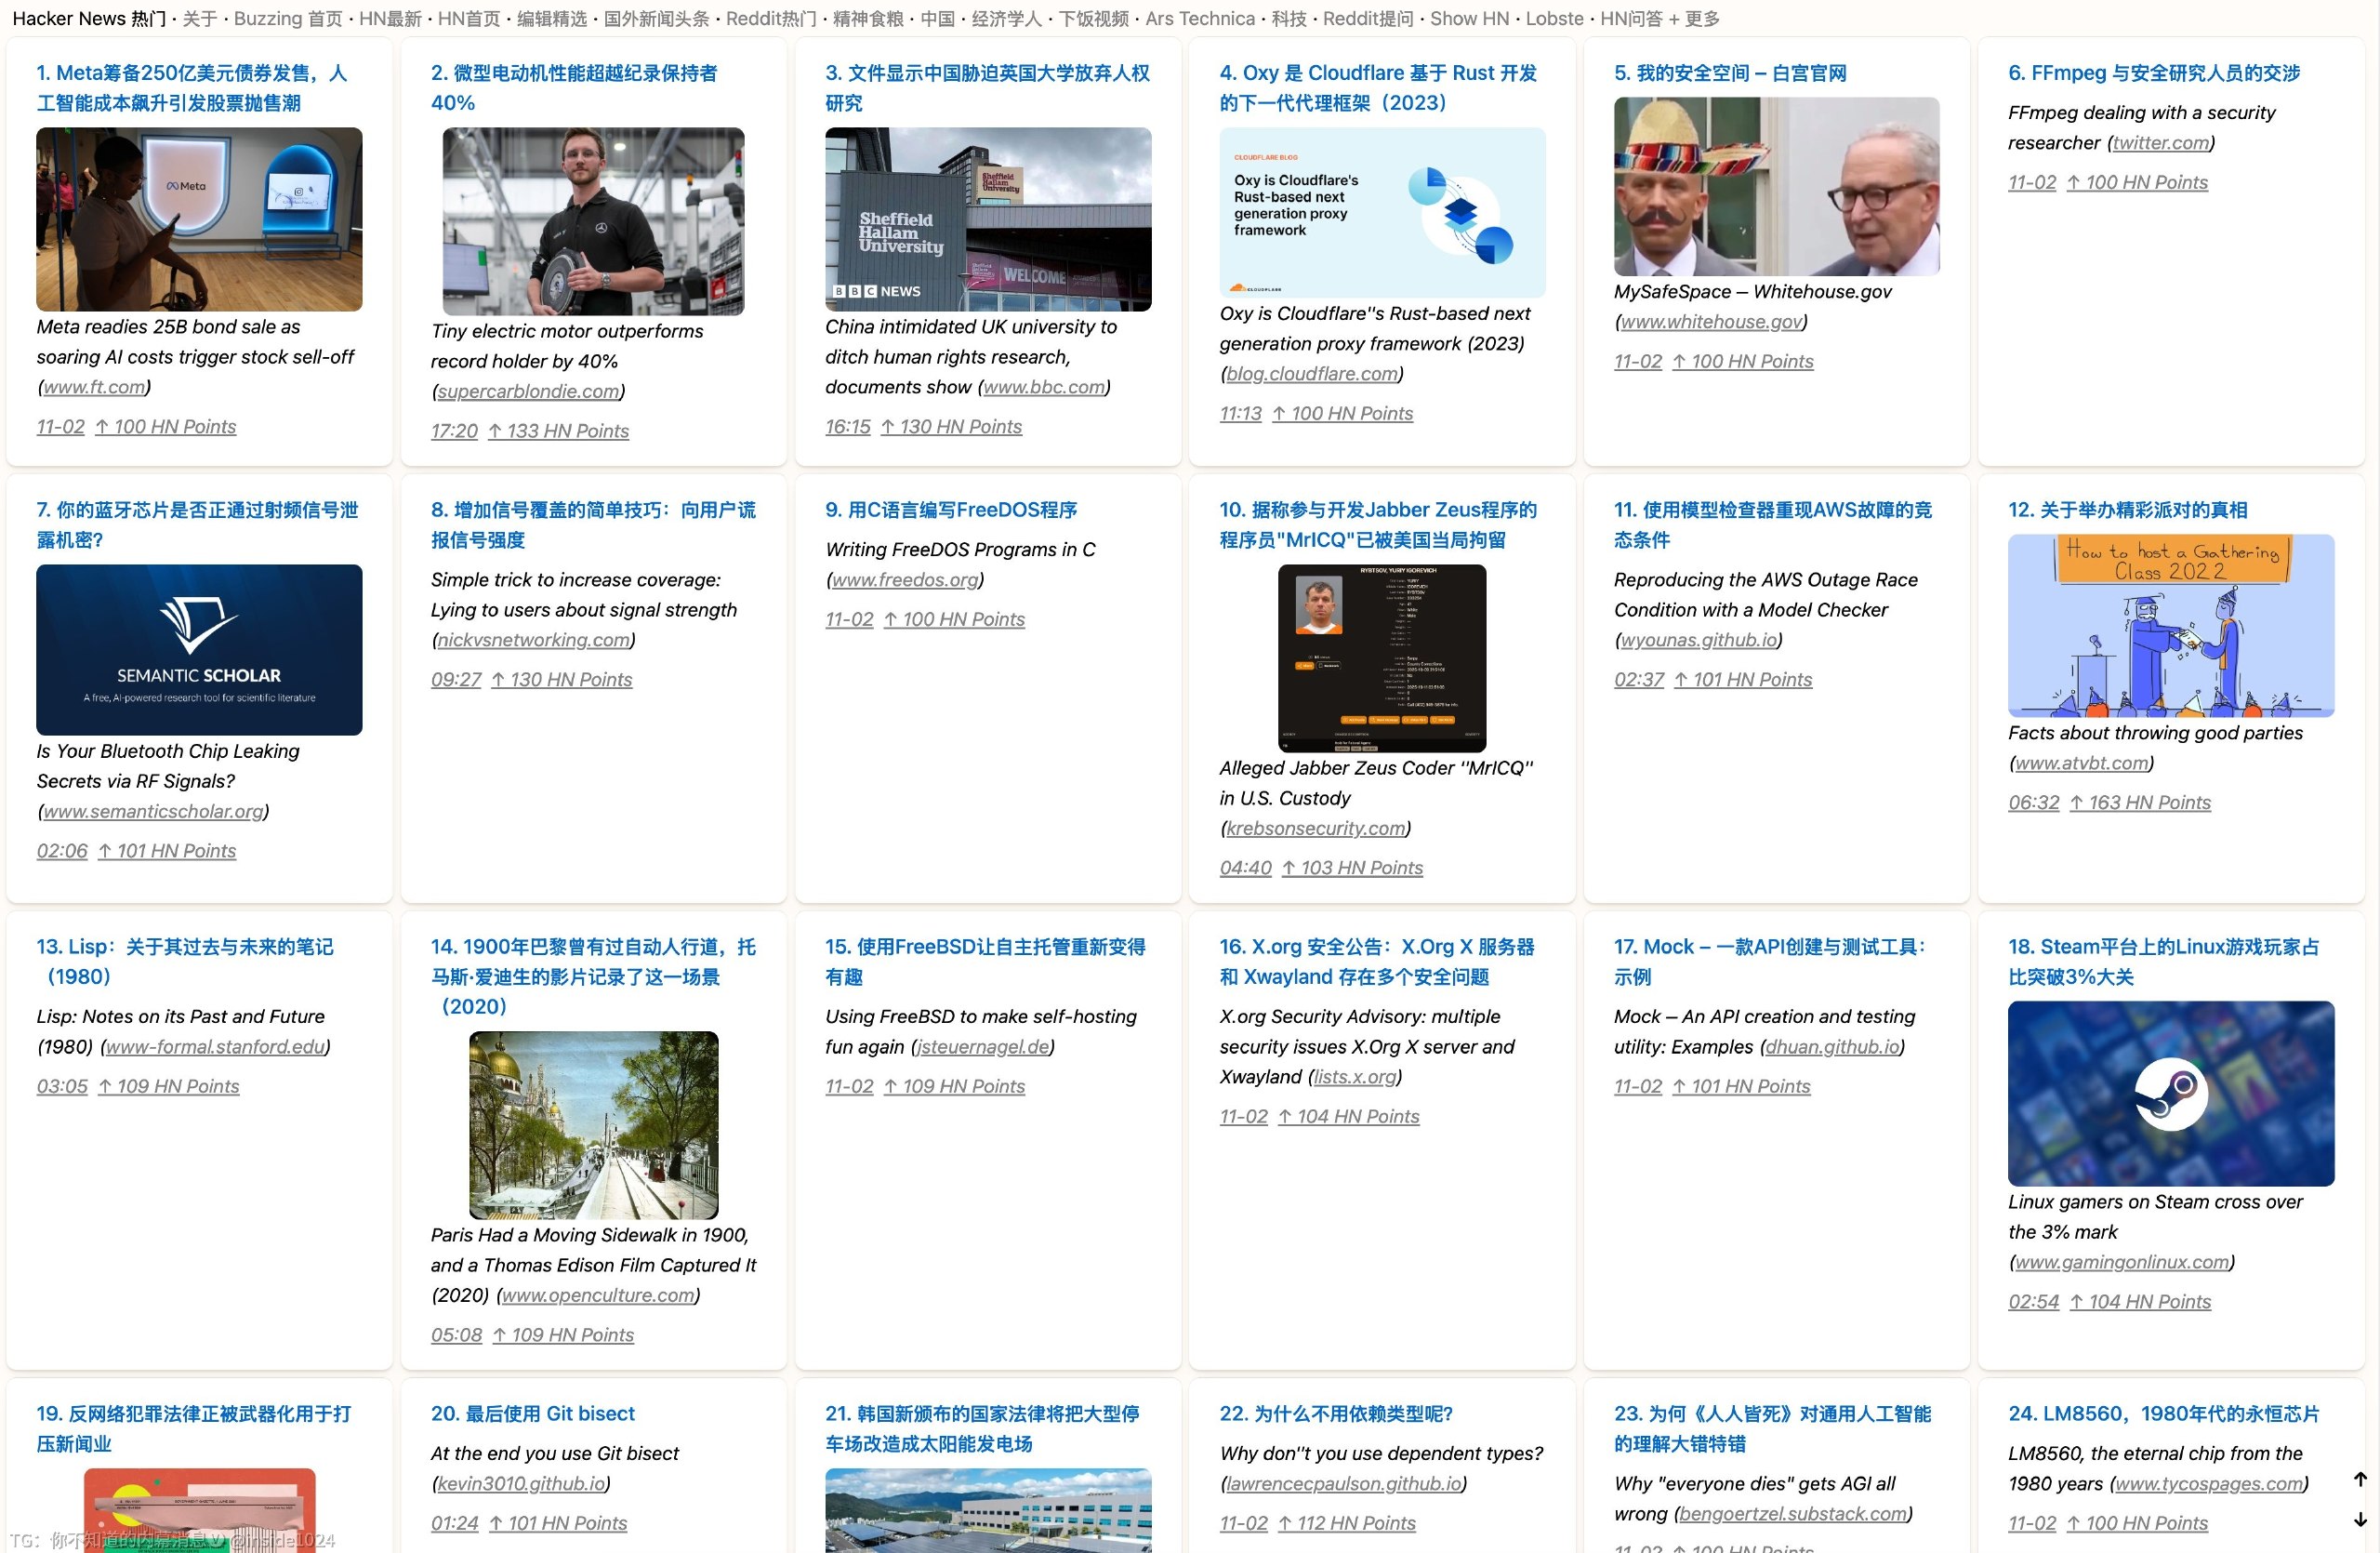 Hacker News 热门 · 关于 · Buzzing 首页 · HN最新 · HN首页 · 编辑精选 · 国外新闻头条 · Reddit热门 · 精神食粮 · 中国 · 经济学人 · 下饭视频 · Ars Technica · 科技 · Reddit提问 · Show HN · Lobste · HN问答 + 更多
1. Meta筹备250亿美元债券发售，人
工智能成本飙升引发股票抛售潮
Meta
Meta readies 25B bond sale as
soaring AI costs trigger stock sell-off
(www.ft.com)
11-02 ↑ 100 HN Points
2. 微型电动机性能超越纪录保持者
40%
Tiny electric motor outperforms
record holder by 40%
(supercarblondie.com)
17:20 ↑ 133 HN Points
3. 文件显示中国胁迫英国大学放弃人权
研究
Sheffield
Hallam
University
Sheffield
Hallam
University
WELCOME
BBC NEWS
China intimidated UK university to
ditch human rights research,
documents show (www.bbc.com)
16:15 ↑ 130 HN Points
4. Oxy 是 Cloudflare 基于 Rust 开发
的下一代代理框架（2023）
CLOUDFLARE BLOG
Oxy is Cloudflare's
Rust-based next
generation proxy
framework
CLOUDFLARE
Oxy is Cloudflare''s Rust-based next
generation proxy framework (2023)
(blog.cloudflare.com)
11:13 ↑ 100 HN Points
5. 我的安全空间 – 白宫官网
MySafeSpace – Whitehouse.gov
(www.whitehouse.gov)
11-02 ↑ 100 HN Points
6. FFmpeg 与安全研究人员的交涉
FFmpeg dealing with a security
researcher (twitter.com)
11-02 ↑ 100 HN Points
7. 你的蓝牙芯片是否正通过射频信号泄
露机密?
SEMANTIC SCHOLAR
A free, AI-powered research tool for scientific literature
Is Your Bluetooth Chip Leaking
Secrets via RF Signals?
(www.semanticscholar.org)
02:06 ↑ 101 HN Points
8. 增加信号覆盖的简单技巧：向用户谎
报信号强度
Simple trick to increase coverage:
Lying to users about signal strength
(nickvsnetworking.com)
09:27 ↑ 130 HN Points
9. 用C语言编写FreeDOS程序
Writing FreeDOS Programs in C
(www.freedos.org)
11-02 ↑ 100 HN Points
10. 据称参与开发Jabber Zeus程序的
程序员"MrICQ"已被美国当局拘留
RYBTSOV, YURIY IGOREVICH
Alleged Jabber Zeus Coder ''MrICQ''
in U.S. Custody
(krebsonsecurity.com)
04:40 ↑ 103 HN Points
11. 使用模型检查器重现AWS故障的竞
态条件
Reproducing the AWS Outage Race
Condition with a Model Checker
(wyounas.github.io)
02:37 ↑ 101 HN Points
12. 关于举办精彩派对的真相
How to host a Gathering
Class 2022
Facts about throwing good parties
(www.atvbt.com)
06:32 ↑ 163 HN Points
13. Lisp：关于其过去与未来的笔记
（1980）
Lisp: Notes on its Past and Future
(1980) (www-formal.stanford.edu)
03:05 ↑ 109 HN Points
14. 1900年巴黎曾有过自动人行道，托
马斯·爱迪生的影片记录了这一场景
（2020）
Paris Had a Moving Sidewalk in 1900,
and a Thomas Edison Film Captured It
(2020) (www.openculture.com)
05:08 ↑ 109 HN Points
15. 使用FreeBSD让自主托管重新变得
有趣
Using FreeBSD to make self-hosting
fun again (jsteuernagel.de)
11-02 ↑ 109 HN Points
16. X.org 安全公告：X.Org X 服务器
和 Xwayland 存在多个安全问题
X.org Security Advisory: multiple
security issues X.Org X server and
Xwayland (lists.x.org)
11-02 ↑ 104 HN Points
17. Mock – 一款API创建与测试工具：
示例
Mock – An API creation and testing
utility: Examples (dhuan.github.io)
11-02 ↑ 101 HN Points
18. Steam平台上的Linux游戏玩家占
比突破3%大关
Linux gamers on Steam cross over
the 3% mark
(www.gamingonlinux.com)
02:54 ↑ 104 HN Points
19. 反网络犯罪法律正被武器化用于打
压新闻业
20. 最后使用 Git bisect
At the end you use Git bisect
(kevin3010.github.io)
01:24 ↑ 101 HN Points
21. 韩国新颁布的国家法律将把大型停
车场改造成太阳能发电场
22. 为什么不用依赖类型呢?
Why don''t you use dependent types?
(lawrencecpaulson.github.io)
11-02 ↑ 112 HN Points
23. 为何《人人皆死》对通用人工智能
的理解大错特错
Why "everyone dies" gets AGI all
wrong (bengoertzel.substack.com)
11-02 ↑ 100 HN Points
24. LM8560，1980年代的永恒芯片
LM8560, the eternal chip from the
1980 years (www.tycospages.com)
11-02 ↑ 100 HN Points
TG：你不知道的内幕消息 V @inside1024